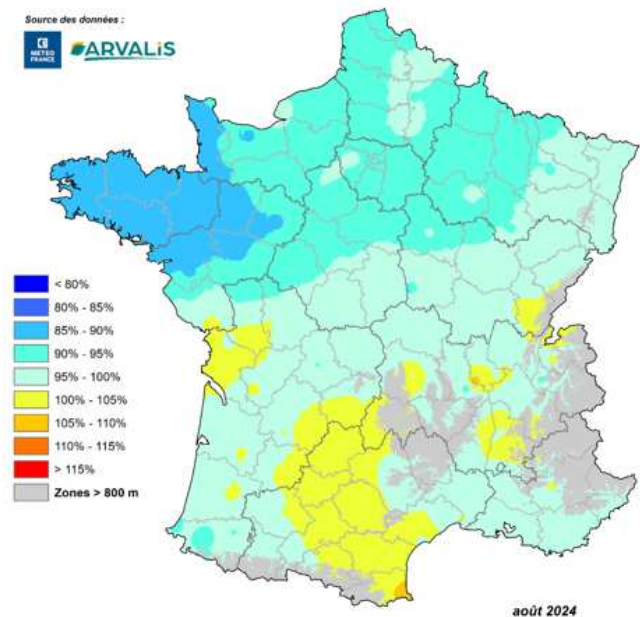 Source des données :
METEO
FRANCE
ARVALIS
< 80%
80% - 85%
85% - 90%
90% - 95%
95% - 100%
100% - 105%
105% - 110%
110% - 115%
> 115%
Zones > 800 m
août 2024